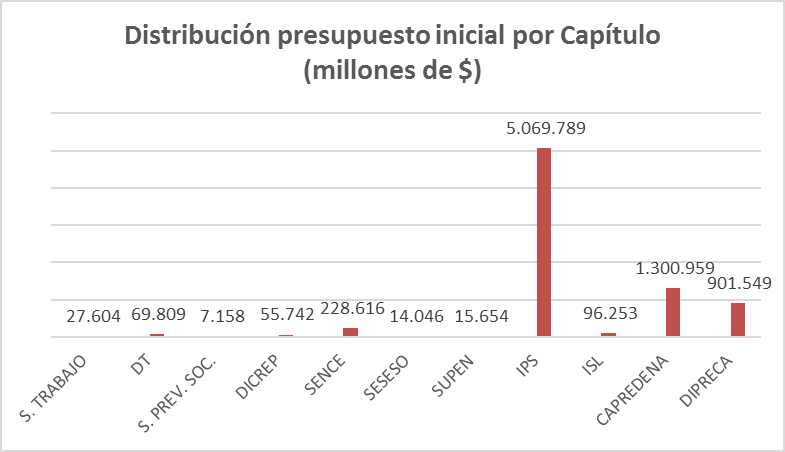 Distribución presupuesto inicial por Capítulo
(millones de $)
5.069.789
1.300.959
901.549
228.616
96.253
69.809
55.742
27.604
7.158
14.046
15.654
S. TRABAJO
DT
S. PREV. SOC.
DICREP
SENCE
SESESO
SUPEN
IPS
ISL
CAPREDENA
DIPRECA